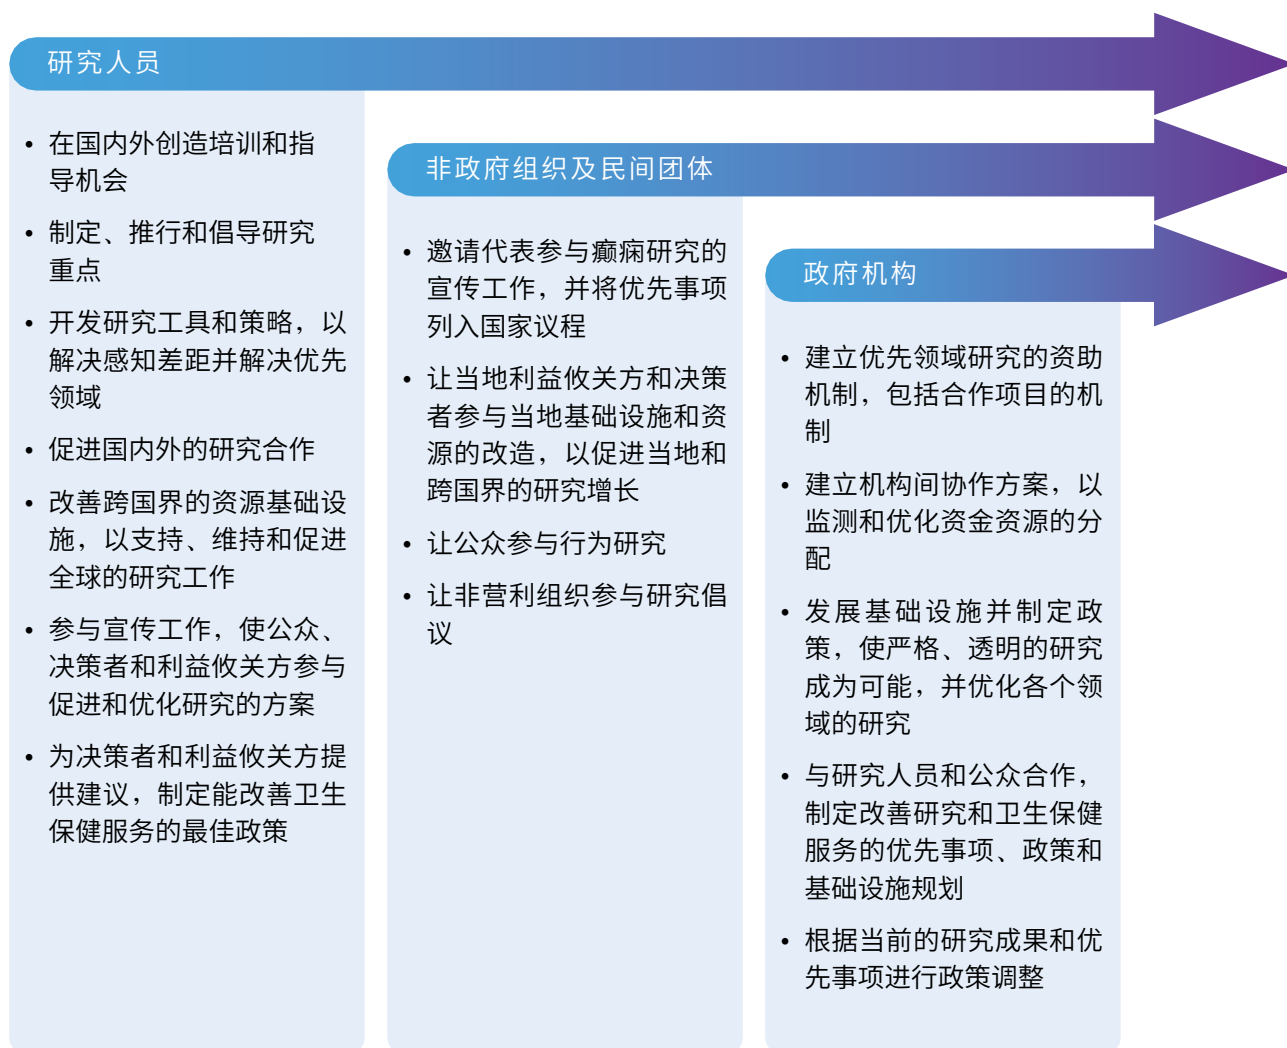 研究人员
• 在国内外创造培训和指
导机会
• 制定、推行和倡导研究
重点
• 开发研究工具和策略，以
解决感知差距并解决优先
领域
• 促进国内外的研究合作
• 改善跨国界的资源基础设
施，以支持、维持和促进
全球的研究工作
• 参与宣传工作，使公众、
决策者和利益攸关方参与
促进和优化研究的方案
• 为决策者和利益攸关方提
供建议，制定能改善卫生
保健服务的最佳政策
非政府组织及民间团体
• 邀请代表参与癫痫研究的
宣传工作，并将优先事项
列入国家议程
• 让当地利益攸关方和决策
者参与当地基础设施和资
源的改造，以促进当地和
跨国界的研究增长
• 让公众参与行为研究
• 让非营利组织参与研究倡
议
政府机构
• 建立优先领域研究的资助
机制，包括合作项目的机
制
• 建立机构间协作方案，以
监测和优化资金资源的分
配
• 发展基础设施并制定政
策，使严格、透明的研究
成为可能，并优化各个领
域的研究
• 与研究人员和公众合作，
制定改善研究和卫生保健
服务的优先事项、政策和
基础设施规划
• 根据当前的研究成果和优
先事项进行政策调整